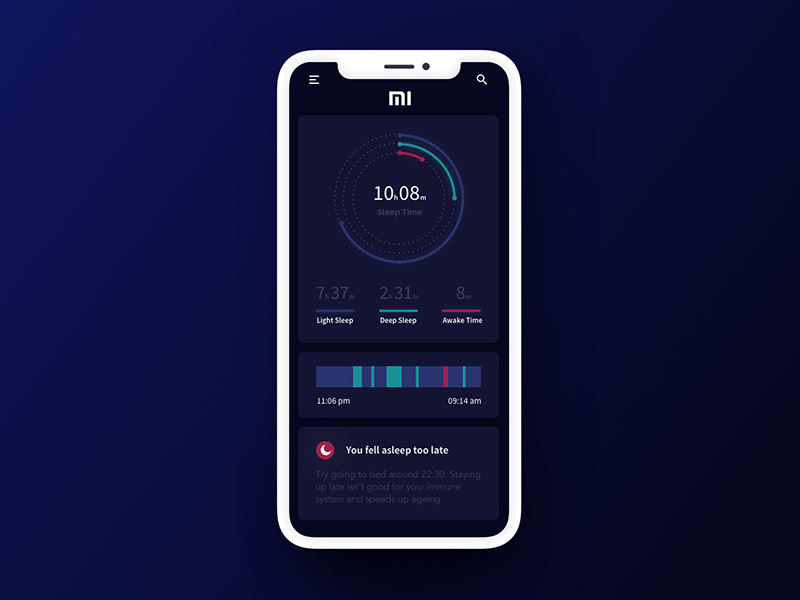 MI
10h08m
Sleep Time
7h37m 2h31m 8m
Light Sleep Deep Sleep Awake Time
11:06 pm 09:14 am
You fell asleep too late
Try going to bed around 22:30. Staying
up late isn't good for your immune
system and speeds up ageing.